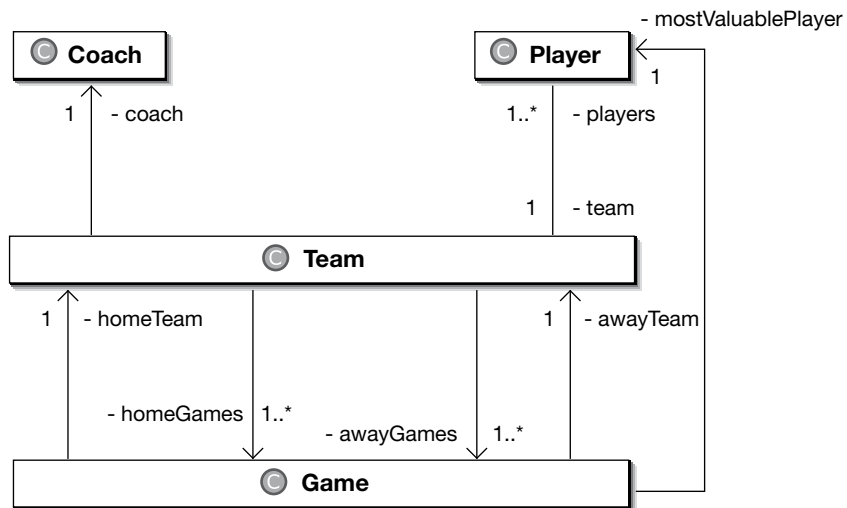 - mostValuablePlayer
C Coach
C Player
1
1 - coach
1..* - players
1 - team
C Team
1 - homeTeam
1 - awayTeam
- homeGames 1..*
- awayGames 1..*
C Game